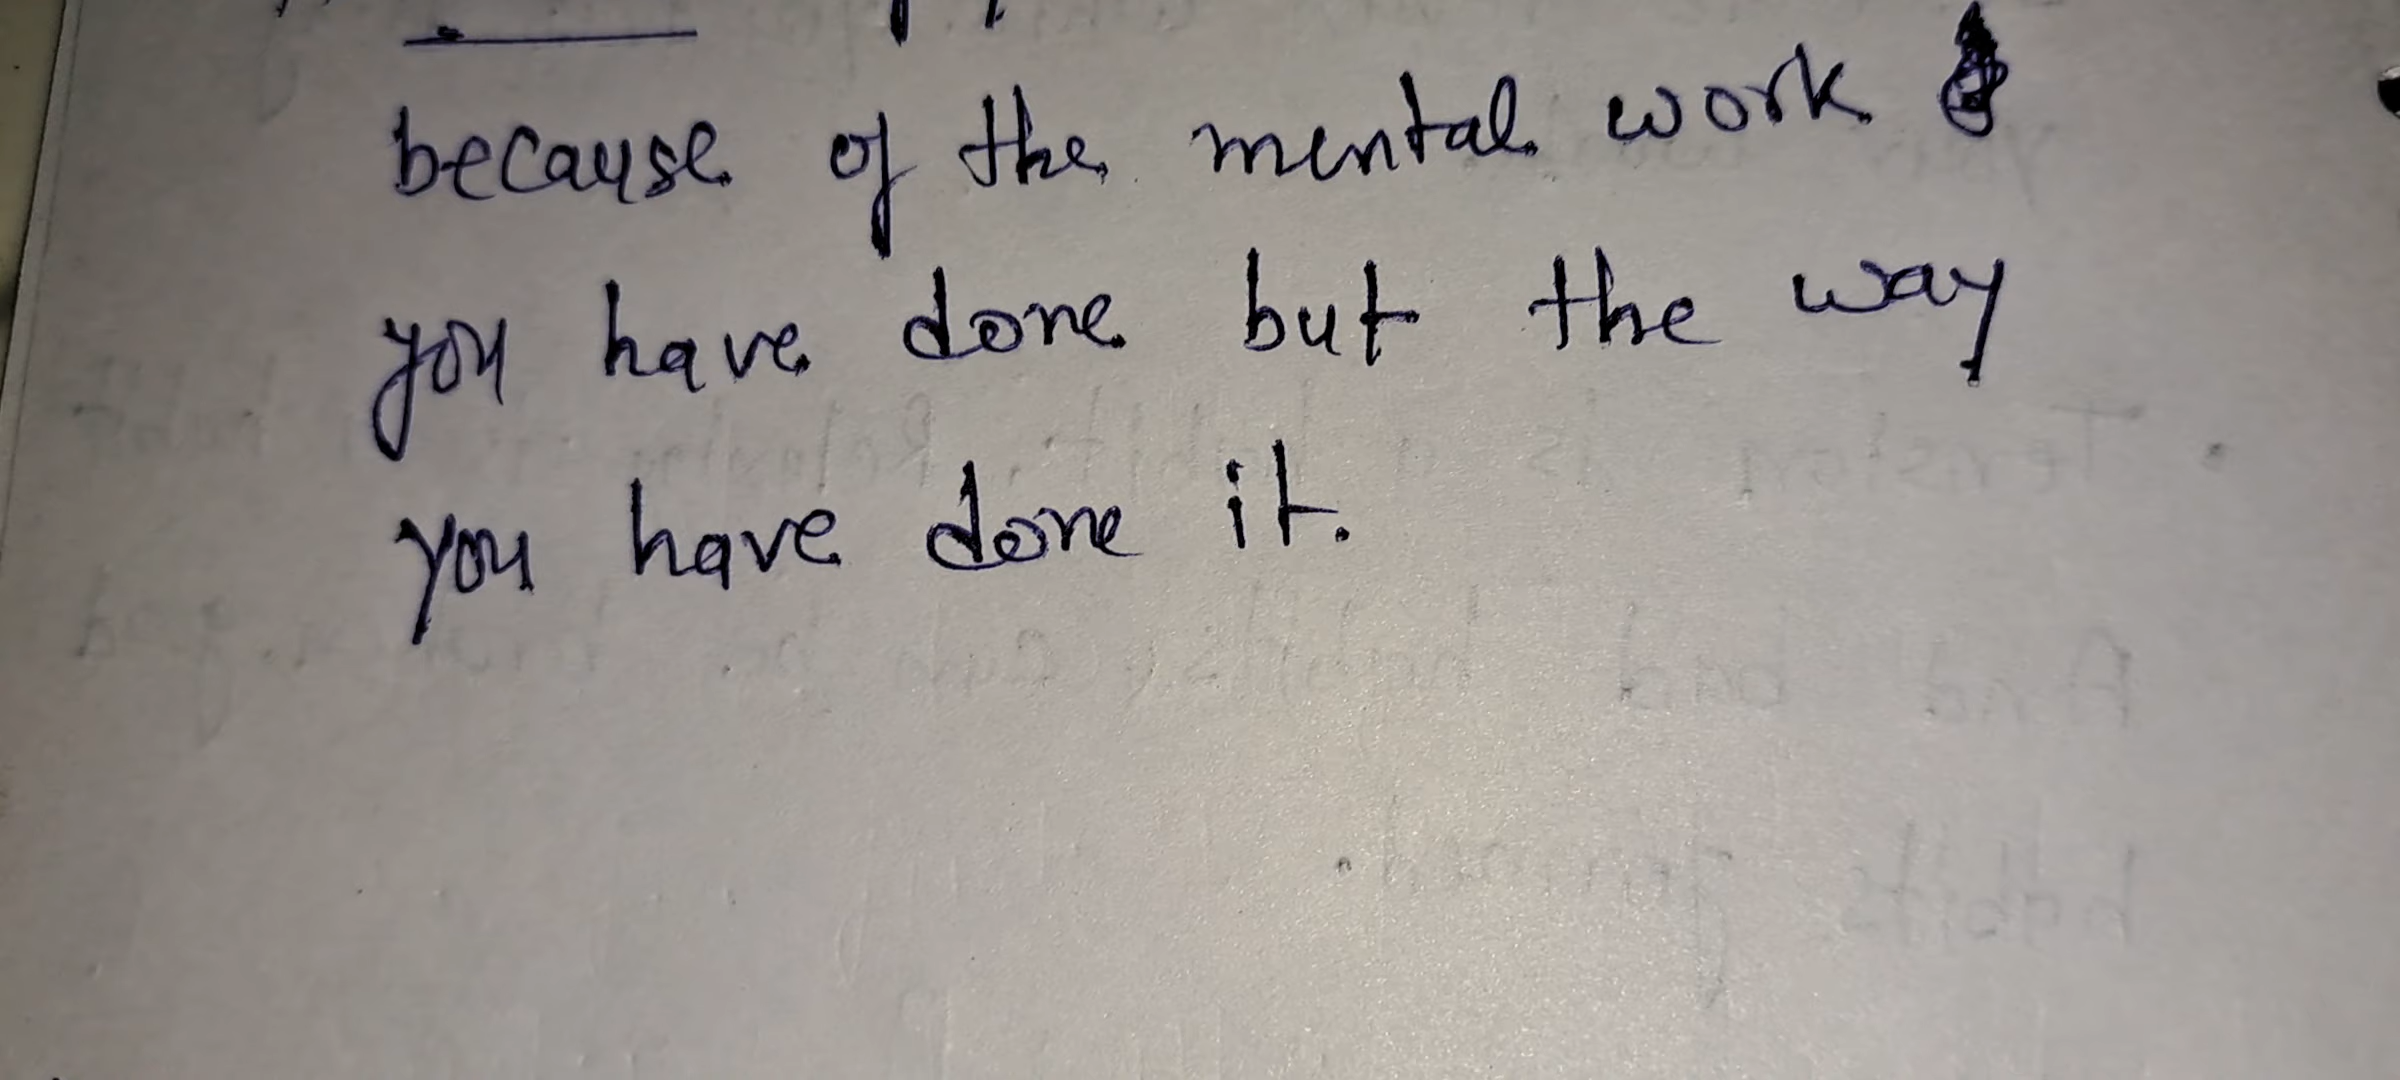 because of the mental work
you have done but the way
you have done it.